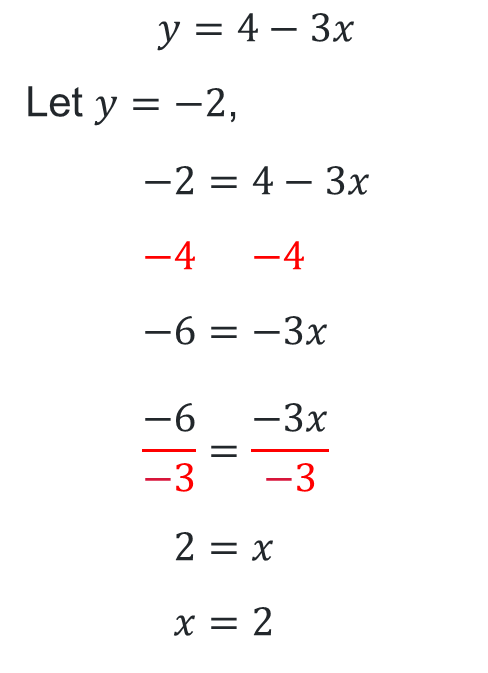 y = 4 − 3x
Let y = −2,
−2 = 4 − 3x
−4 −4
−6 = −3x
−6/−3 = −3x/−3
2 = x
x = 2